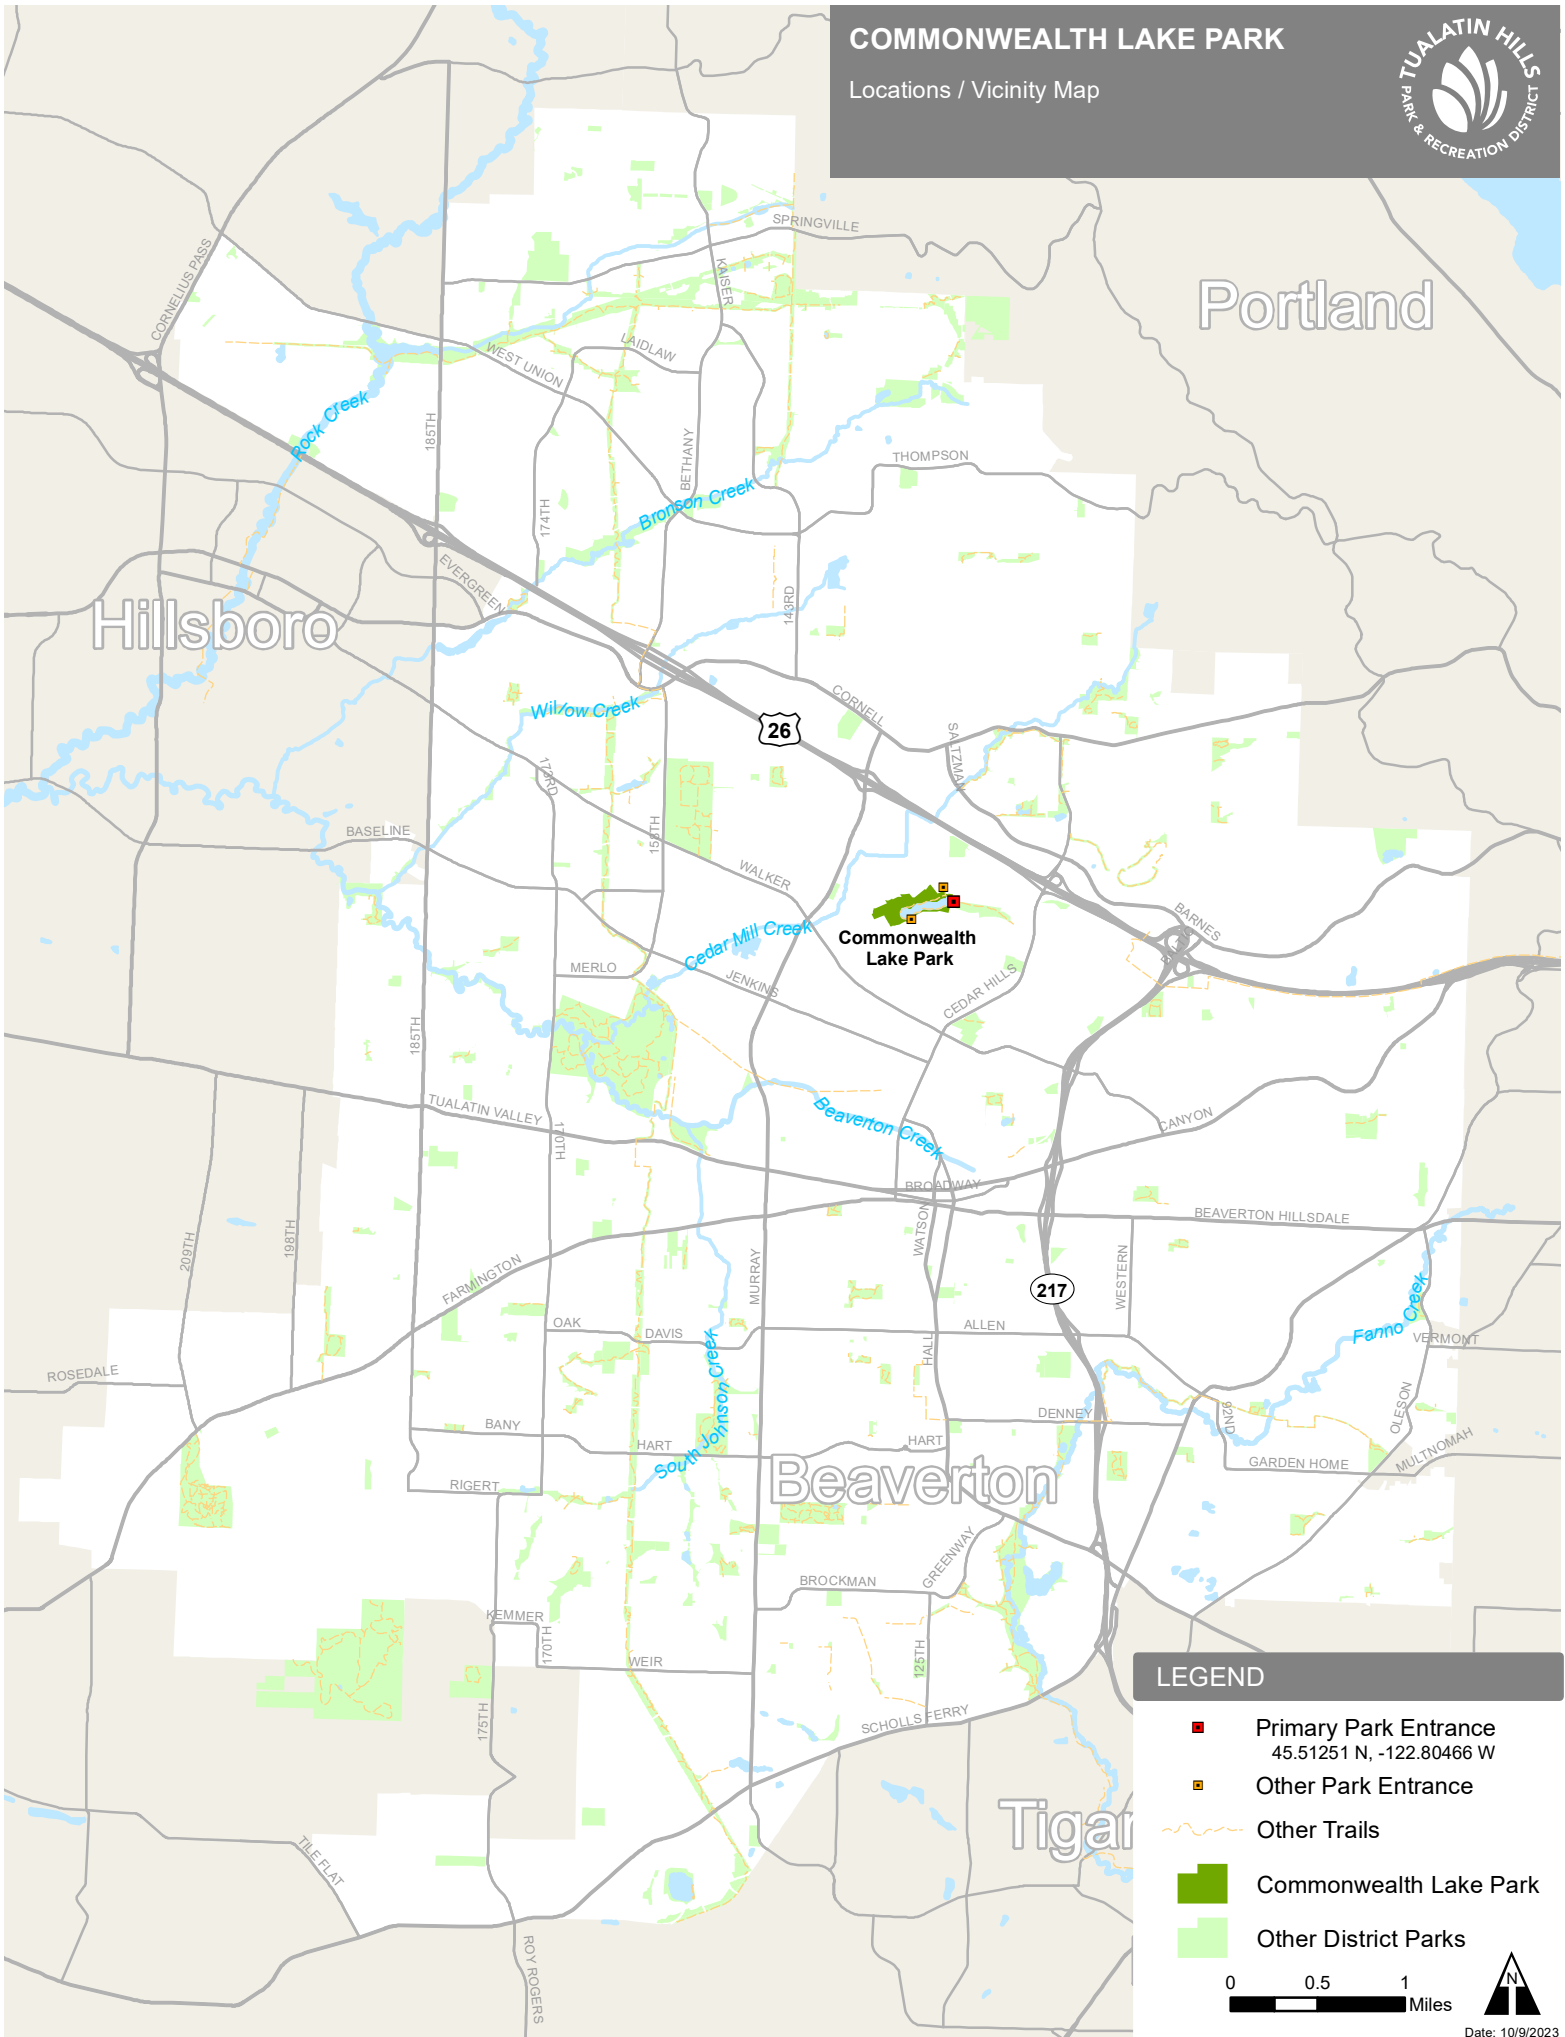 COMMONWEALTH LAKE PARK
Locations / Vicinity Map
TUALATIN HILLS
PARK & RECREATION DISTRICT
SPRINGVILLE
KAISER
CORNELIUS PASS
Portland
LAIDLAW
WEST UNION
Rock Creek
185TH
BETHANY
THOMPSON
Bronson Creek
174TH
EVERGREEN
143RD
Hillsboro
Willow Creek
CORNELL
26
SALTZMAN
173RD
158TH
BASELINE
WALKER
BARNES
Cedar Mill Creek
Commonwealth
Lake Park
MERLO
JENKINS
CEDAR HILLS
185TH
TUALATIN VALLEY
170TH
Beaverton Creek
CANYON
BROADWAY
WATSON
BEAVERTON HILLSDALE
209TH
198TH
FARMINGTON
MURRAY
WESTERN
217
Fanno Creek
OAK
DAVIS
ALLEN
VERMONT
HALL
ROSEDALE
South Johnson Creek
DENNEY
92ND
OLESON
BANY
HART
HART
GARDEN HOME
MULTNOMAH
RIGERT
Beaverton
GREENWAY
BROCKMAN
KEMMER
170TH
WEIR
125TH
175TH
SCHOLLS FERRY
Tigar
TILE FLAT
ROY ROGERS
LEGEND
Primary Park Entrance
45.51251 N, -122.80466 W
Other Park Entrance
Other Trails
Commonwealth Lake Park
Other District Parks
0 0.5 1
Miles
N
Date: 10/9/2023